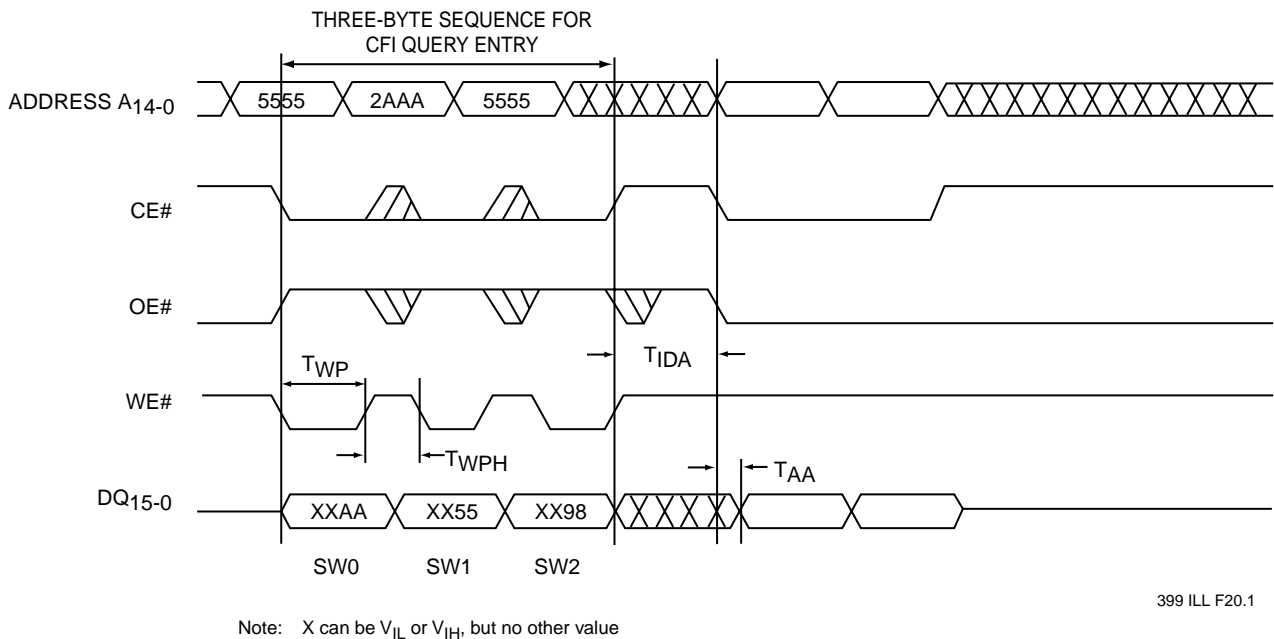 THREE-BYTE SEQUENCE FOR
CFI QUERY ENTRY
ADDRESS A14-0
5555 2AAA 5555
CE#
OE#
TIDA
TWP
WE#
TWPH
TAA
DQ15-0
XXAA XX55 XX98
SW0 SW1 SW2
399 ILL F20.1
Note: X can be VIL or VIH, but no other value